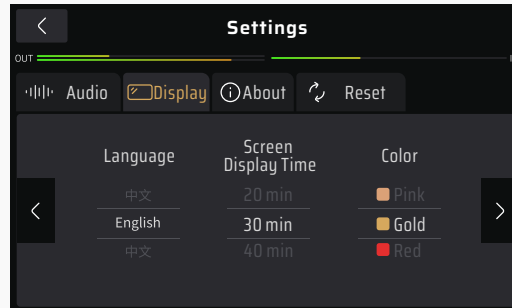 Settings
OUT
Audio
Display
About
Reset
Language
Screen
Display Time
Color
中文
20 min
Pink
English
30 min
Gold
中文
40 min
Red